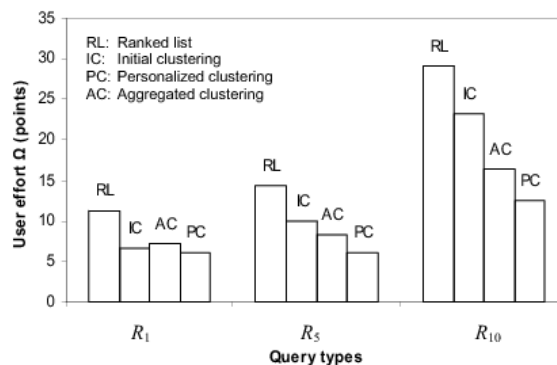 35
30
25
20
15
10
5
0
User effort Ω (points)
RL: Ranked list
IC: Initial clustering
PC: Personalized clustering
AC: Aggregated clustering
RL
IC
AC
PC
RL
IC
AC
PC
RL
IC
AC
PC
R1
R5
R10
Query types